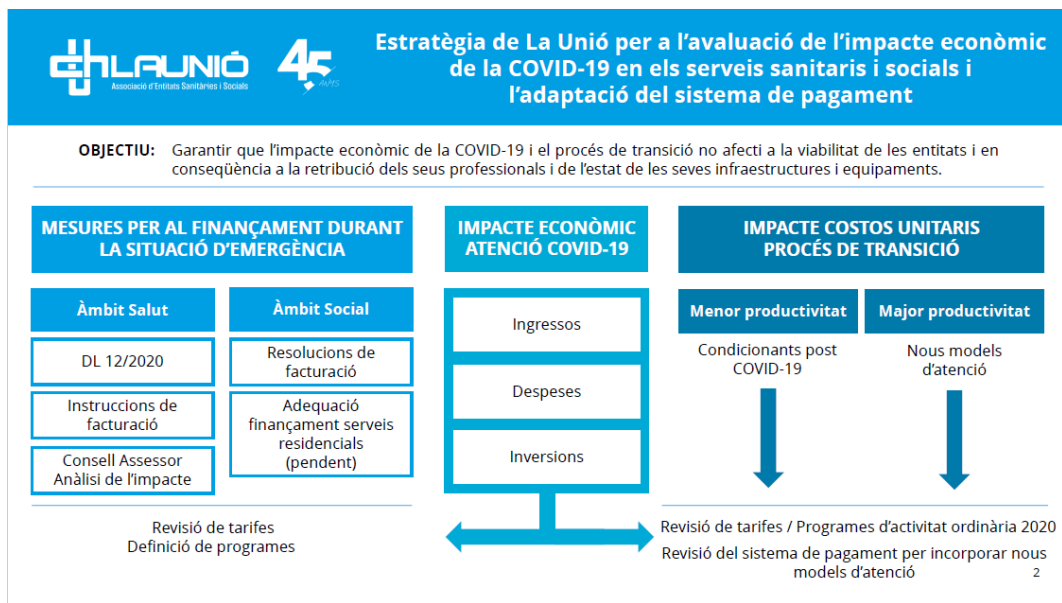 LAUNIÓ
Associació d'Entitats Sanitàries i Socials
45
ANYS
Estratègia de La Unió per a l'avaluació de l'impacte econòmic
de la COVID-19 en els serveis sanitaris i socials i
l'adaptació del sistema de pagament
OBJECTIU: Garantir que l'impacte econòmic de la COVID-19 i el procés de transició no afecti a la viabilitat de les entitats i en
conseqüència a la retribució dels seus professionals i de l'estat de les seves infraestructures i equipaments.
MESURES PER AL FINANÇAMENT DURANT
LA SITUACIÓ D'EMERGÈNCIA
Àmbit Salut
DL 12/2020
Instruccions de
facturació
Consell Assessor
Anàlisi de l'impacte
Àmbit Social
Resolucions de
facturació
Adequació
finançament serveis
residencials
(pendent)
Revisió de tarifes
Definició de programes
IMPACTE ECONÒMIC
ATENCIÓ COVID-19
Ingressos
Despeses
Inversions
IMPACTE COSTOS UNITARIS
PROCÉS DE TRANSICIÓ
Menor productivitat
Condicionants post
COVID-19
Major productivitat
Nous models
d'atenció
Revisió de tarifes / Programes d'activitat ordinària 2020
Revisió del sistema de pagament per incorporar nous
models d'atenció
2